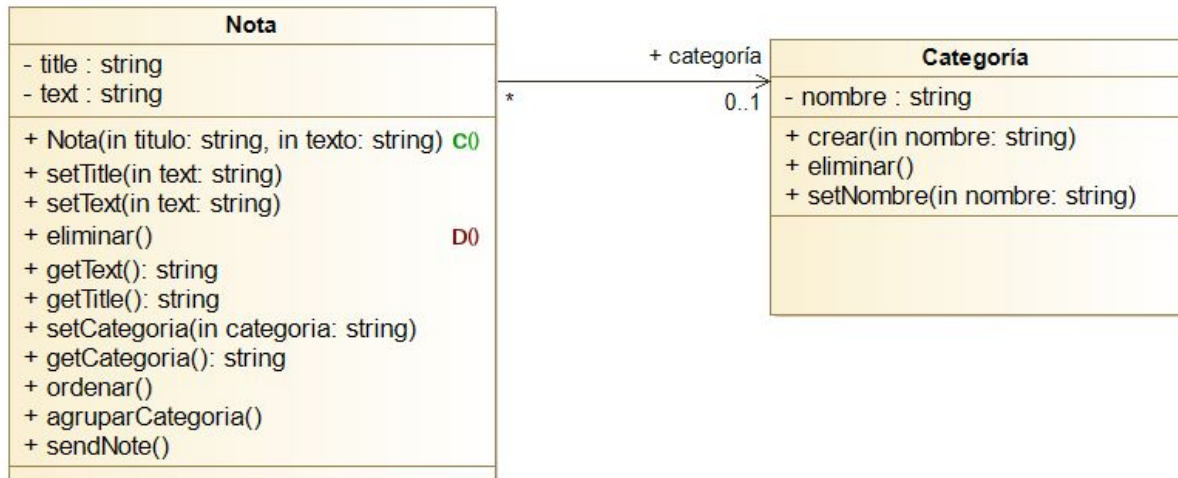 Nota
- title : string
- text : string
+ Nota(in titulo: string, in texto: string) C()
+ setTitle(in text: string)
+ setText(in text: string)
+ eliminar() D()
+ getText(): string
+ getTitle(): string
+ setCategoria(in categoria: string)
+ getCategoria(): string
+ ordenar()
+ agruparCategoria()
+ sendNote()
+ categoría
* 0..1
Categoría
- nombre : string
+ crear(in nombre: string)
+ eliminar()
+ setNombre(in nombre: string)